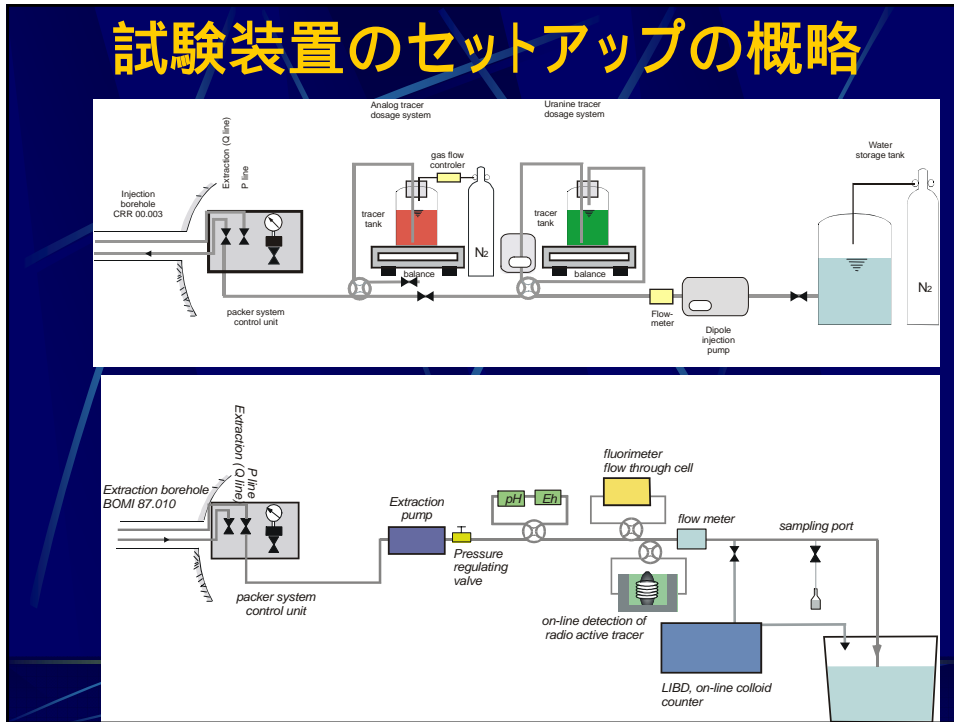 試験装置のセットアップの概略
Analog tracer
dosage system
Uranine tracer
dosage system
Water
storage tank
Extraction (Q line)
P line
gas flow
controler
Injection
borehole
CRR 00.003
tracer
tank
N2
tracer
tank
balance
balance
N2
packer system
control unit
Flow-
meter
Dipole
injection
pump
Extraction (Q line)
P line
Extraction borehole
BOMI 87.010
fluorimeter
flow through cell
pH
Eh
Extraction
pump
flow meter
sampling port
Pressure
regulating
valve
packer system
control unit
on-line detection of
radio active tracer
LIBD, on-line colloid
counter